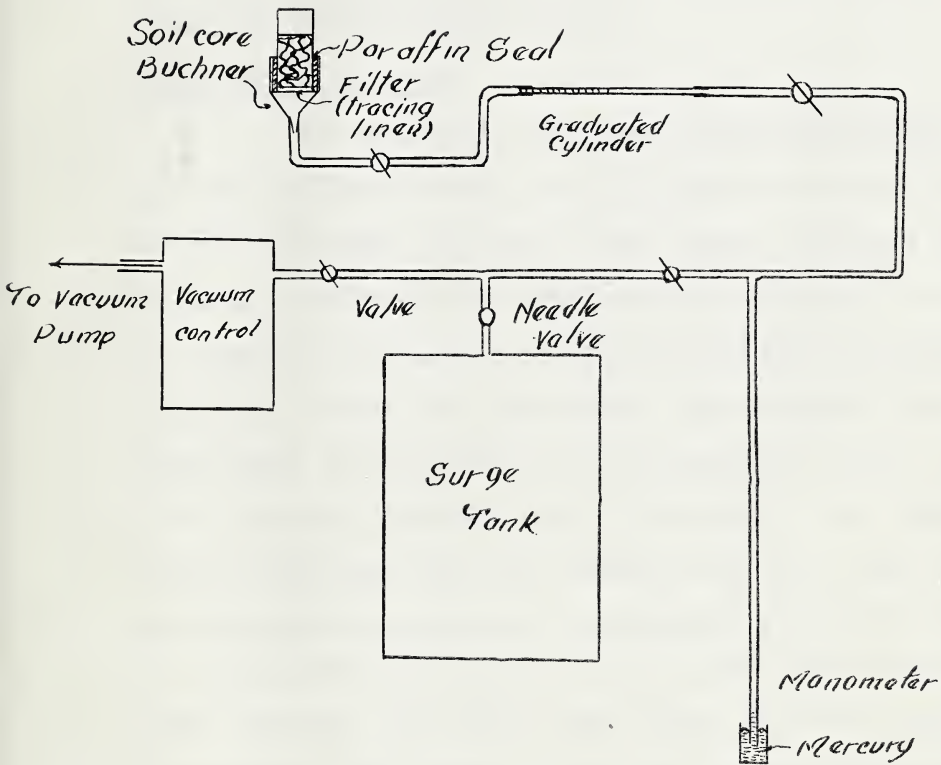 Soil core
Buchner
Paraffin Seal
Filter
(tracing
linen)
Graduated
Cylinder
To Vacuum
Pump
Vacuum
control
Valve
Needle
Valve
Surge
Tank
Manometer
Mercury